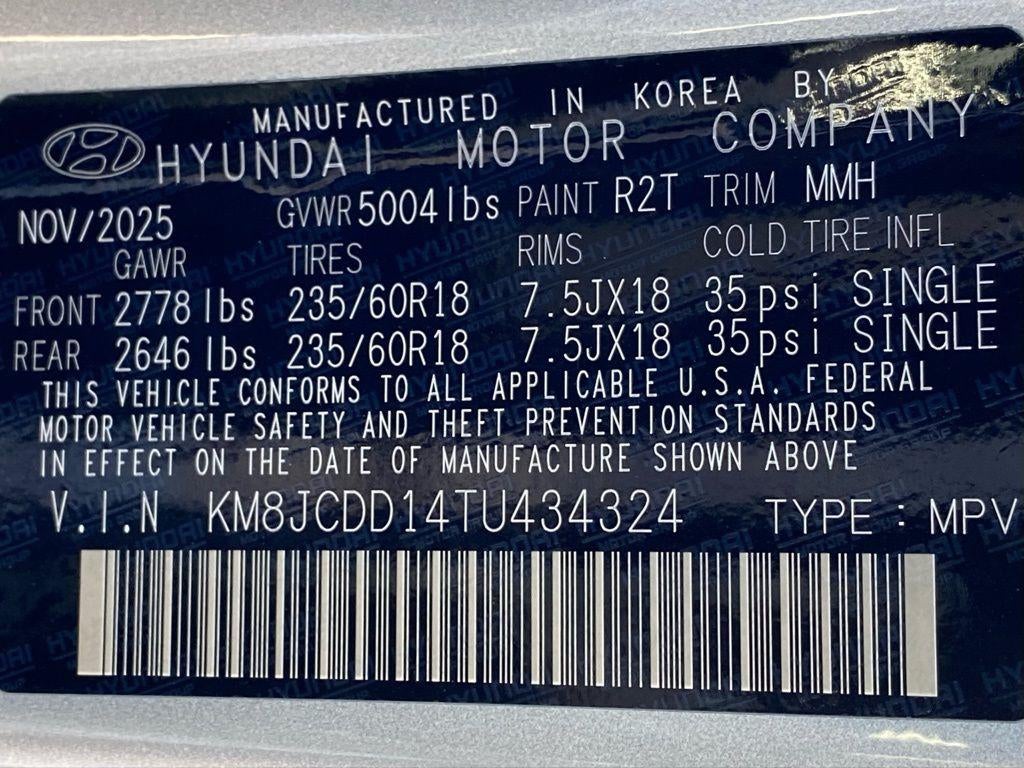 MANUFACTURED IN KOREA BY
HYUNDAI MOTOR COMPANY
NOV/2025 GVWR 5004lbs PAINT R2T TRIM MMH
GAWR TIRES RIMS COLD TIRE INFL
FRONT 2778 lbs 235/60R18 7.5JX18 35psi SINGLE
REAR 2646 lbs 235/60R18 7.5JX18 35psi SINGLE
THIS VEHICLE CONFORMS TO ALL APPLICABLE U.S.A. FEDERAL
MOTOR VEHICLE SAFETY AND THEFT PREVENTION STANDARDS
IN EFFECT ON THE DATE OF MANUFACTURE SHOWN ABOVE
V.I.N KM8JCDD14TU434324 TYPE : MPV